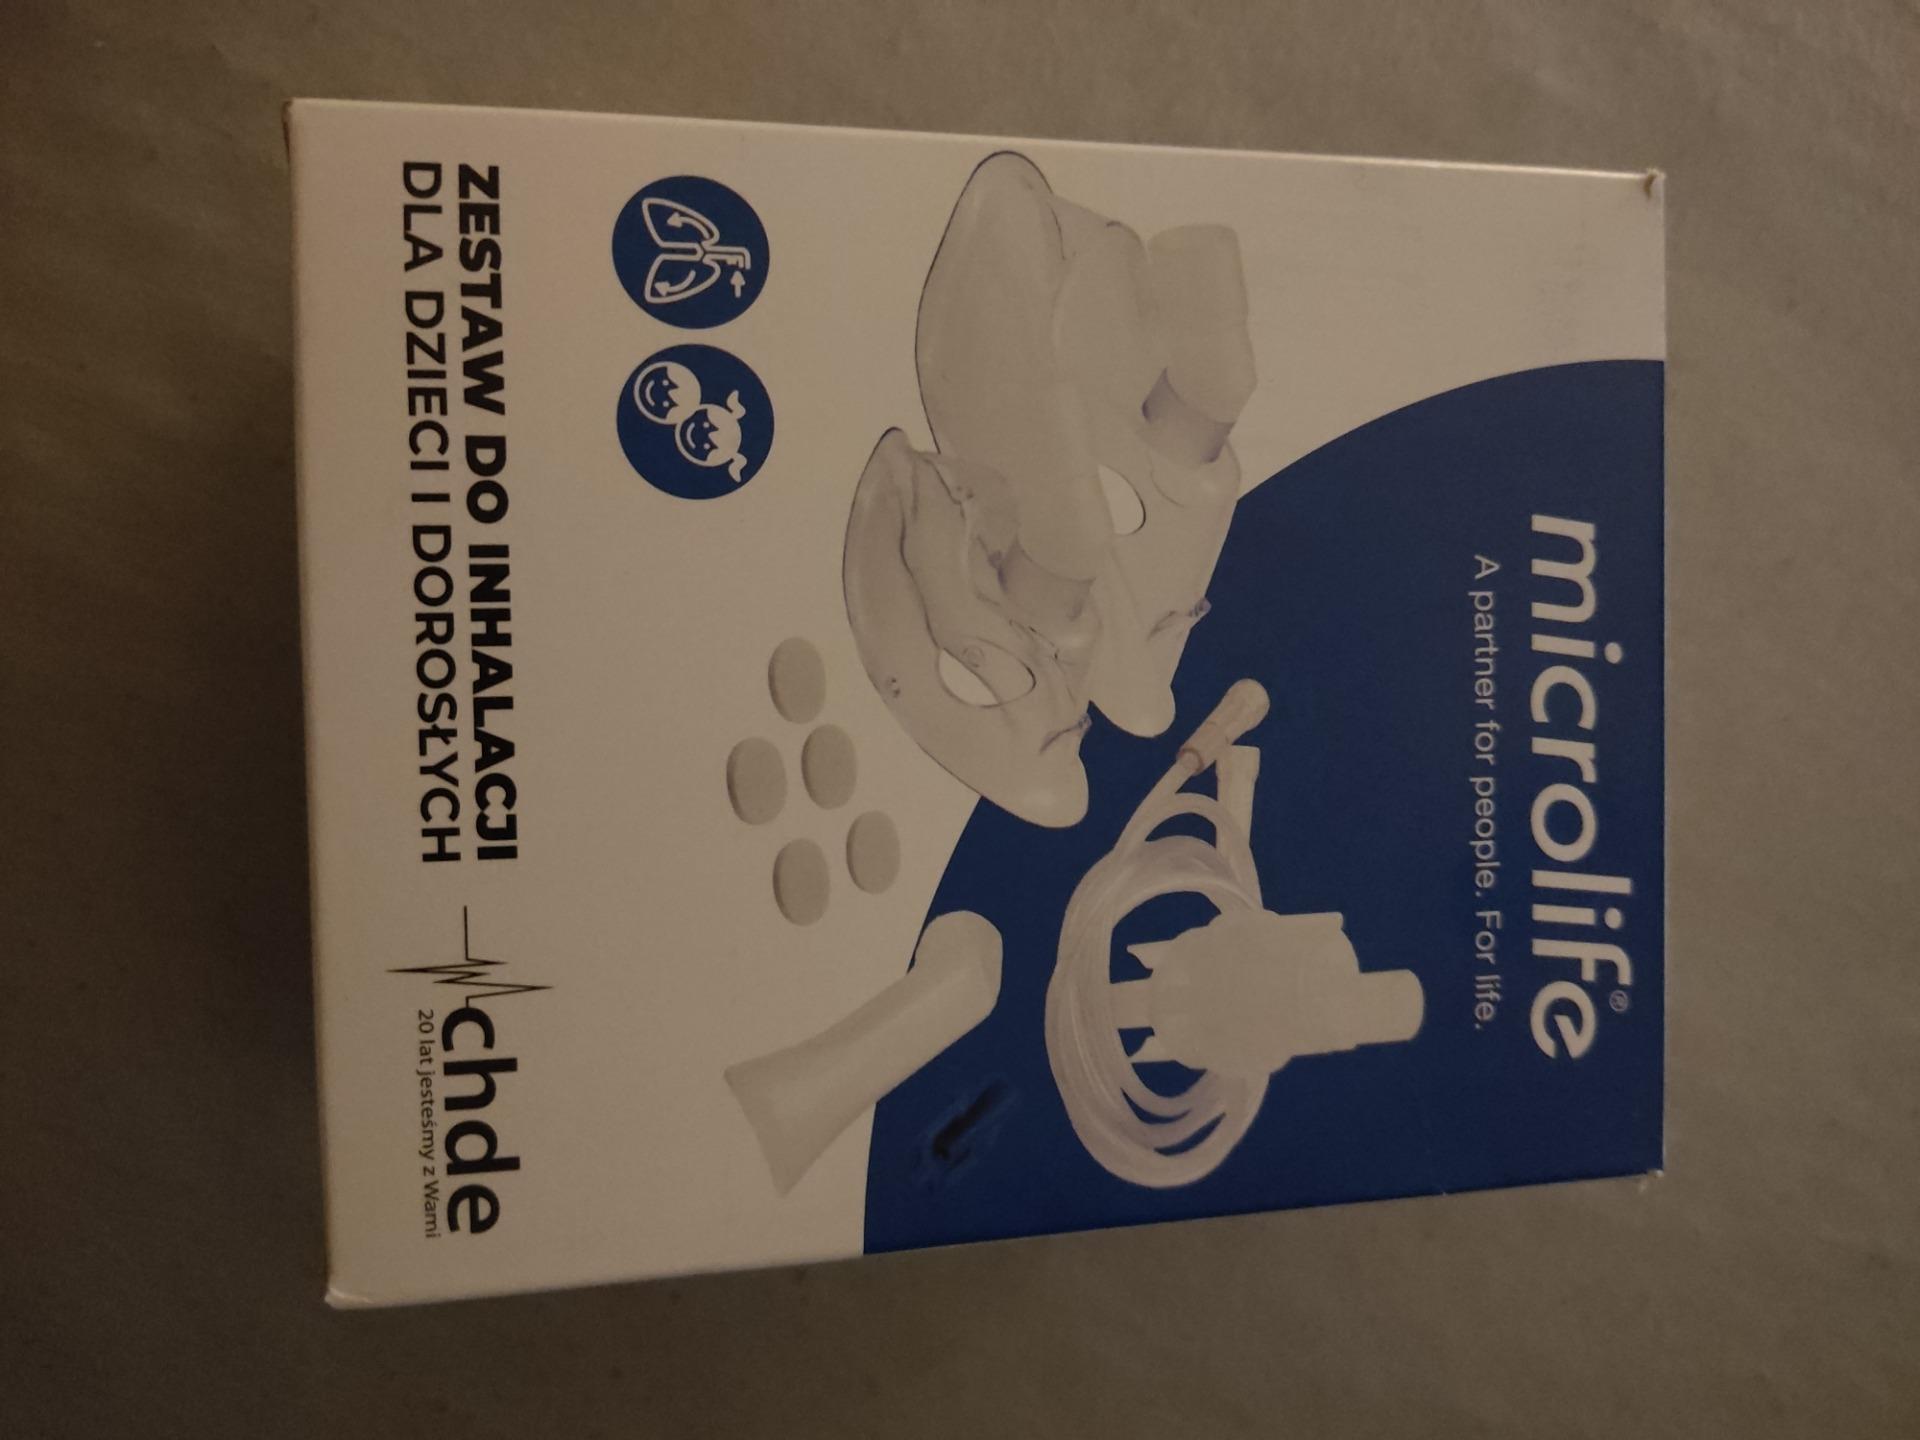 microlife®
A partner for people. For life.
ZESTAW DO INHALACJI
DLA DZIECI I DOROSŁYCH
chde
20 lat jesteśmy z Wami